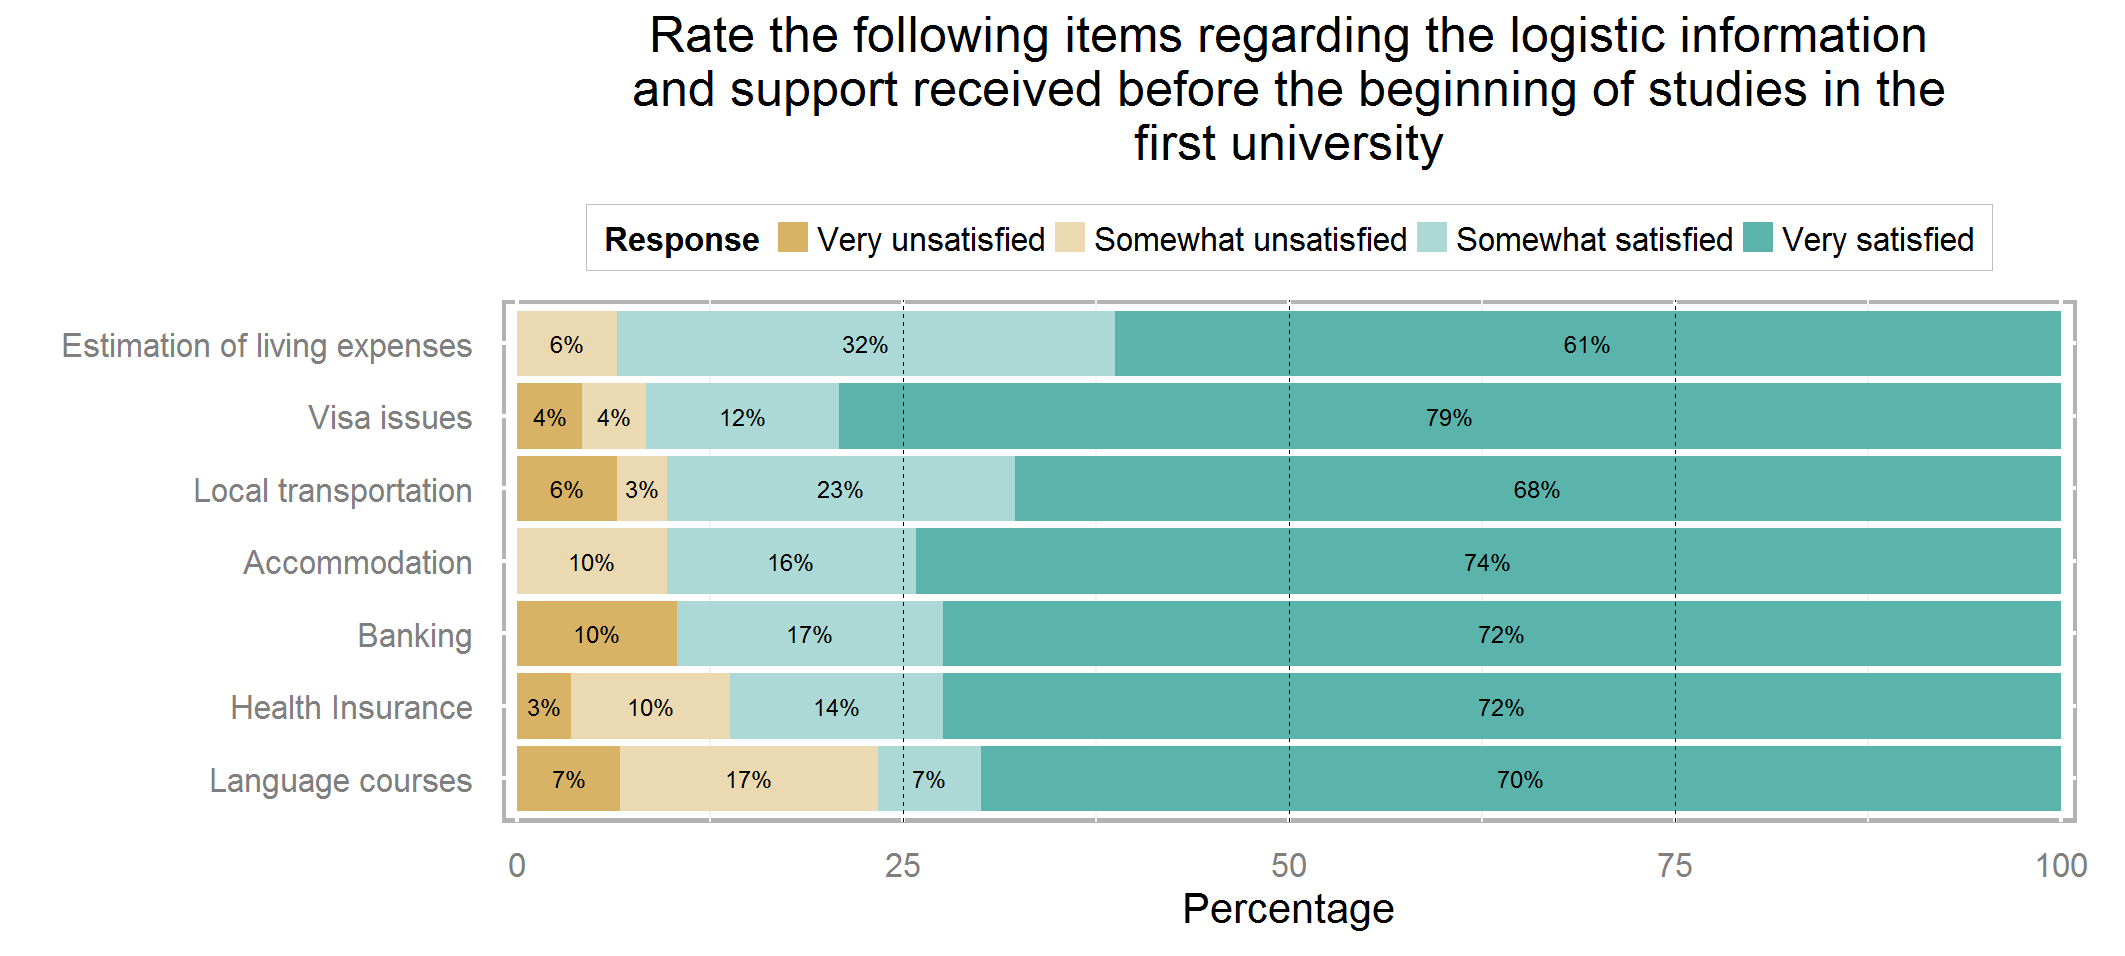 Rate the following items regarding the logistic information
and support received before the beginning of studies in the
first university
Response Very unsatisfied Somewhat unsatisfied Somewhat satisfied Very satisfied
Estimation of living expenses 6% 32% 61%
Visa issues 4% 4% 12% 79%
Local transportation 6% 3% 23% 68%
Accommodation 10% 16% 74%
Banking 10% 17% 72%
Health Insurance 3% 10% 14% 72%
Language courses 7% 17% 7% 70%
0 25 50 75 100
Percentage